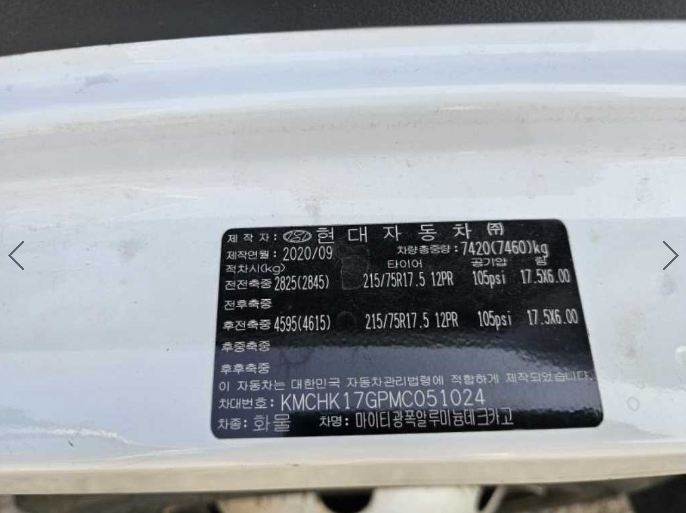 제작자: 현대자동차 ㈜
제작연월: 2020/09 차량총중량: 7420(7460)kg
적차시(kg) 타이어 공기압 림
전전축중 2825(2845) 215/75R17.5 12PR 105psi 17.5X6.00
전후축중
후전축중 4595(4615) 215/75R17.5 12PR 105psi 17.5X6.00
후중축중
후후축중
이 자동차는 대한민국 자동차관리법령에 적합하게 제작되었습니다.
차대번호: KMCHK17GPMC051024
차종: 화물 차명: 마이티광폭알루미늄데크카고